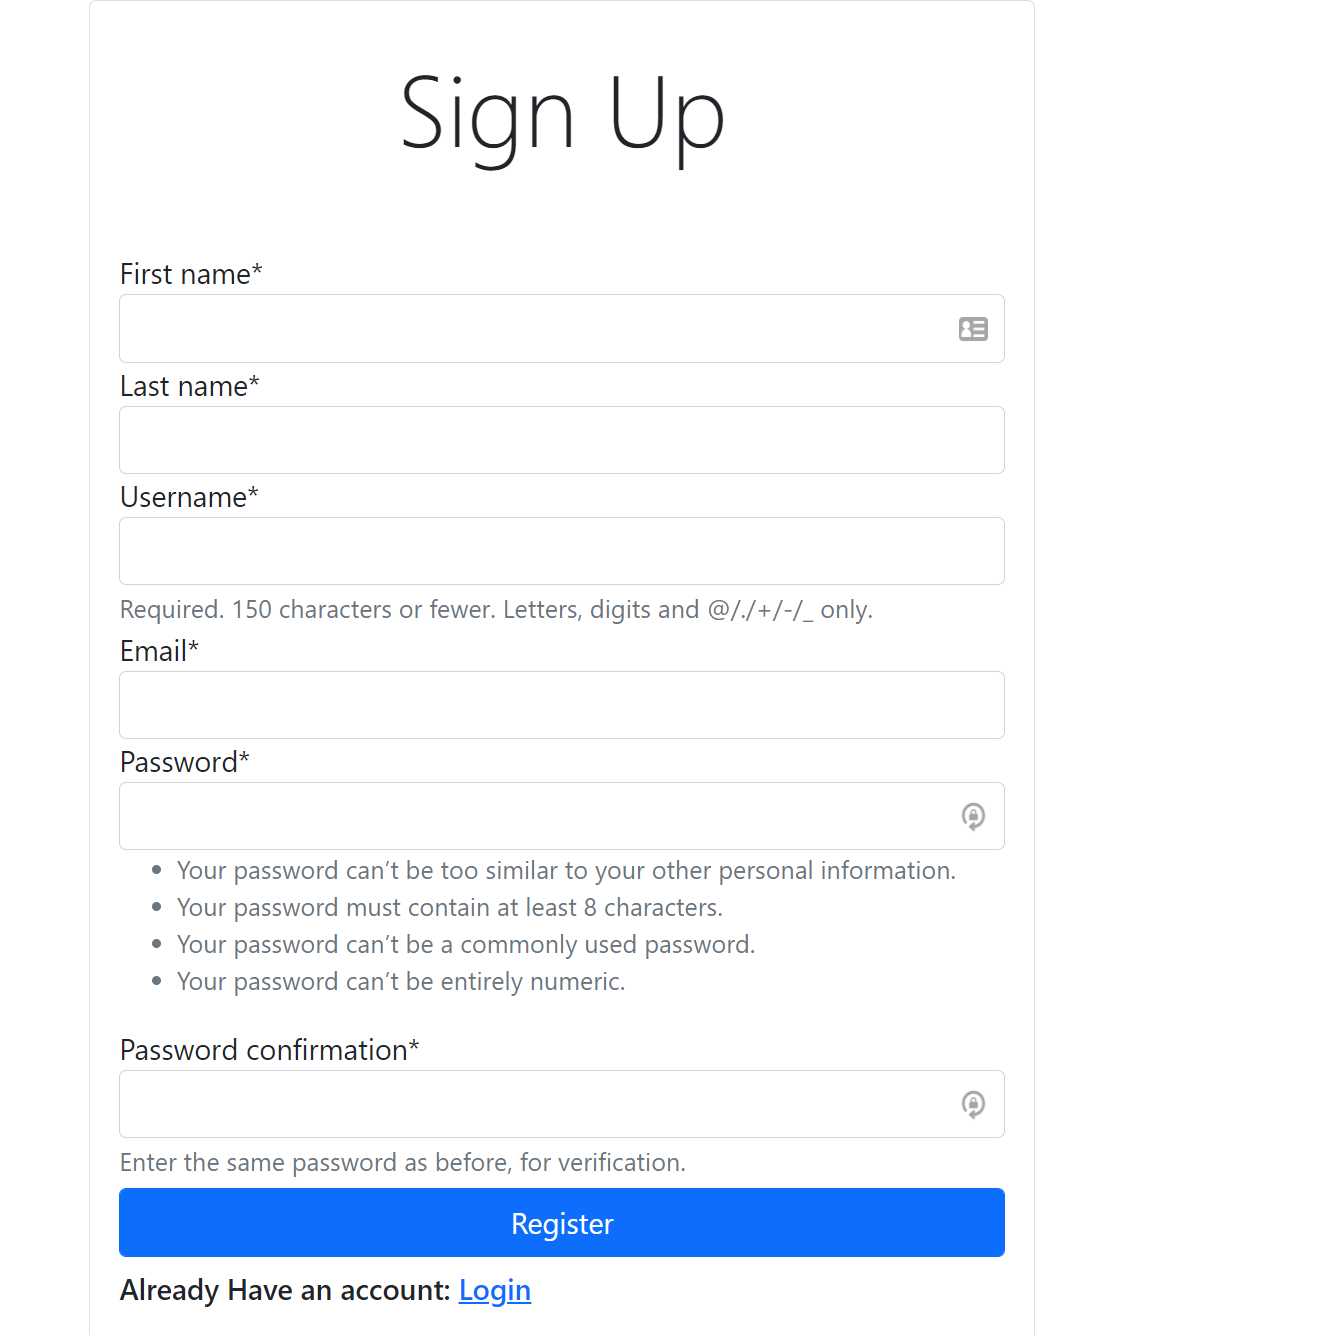 Sign Up
First name*
Last name*
Username*
Required. 150 characters or fewer. Letters, digits and @/./+/-/_ only.
Email*
Password*
Your password can’t be too similar to your other personal information.
Your password must contain at least 8 characters.
Your password can’t be a commonly used password.
Your password can’t be entirely numeric.
Password confirmation*
Enter the same password as before, for verification.
Register
Already Have an account: Login